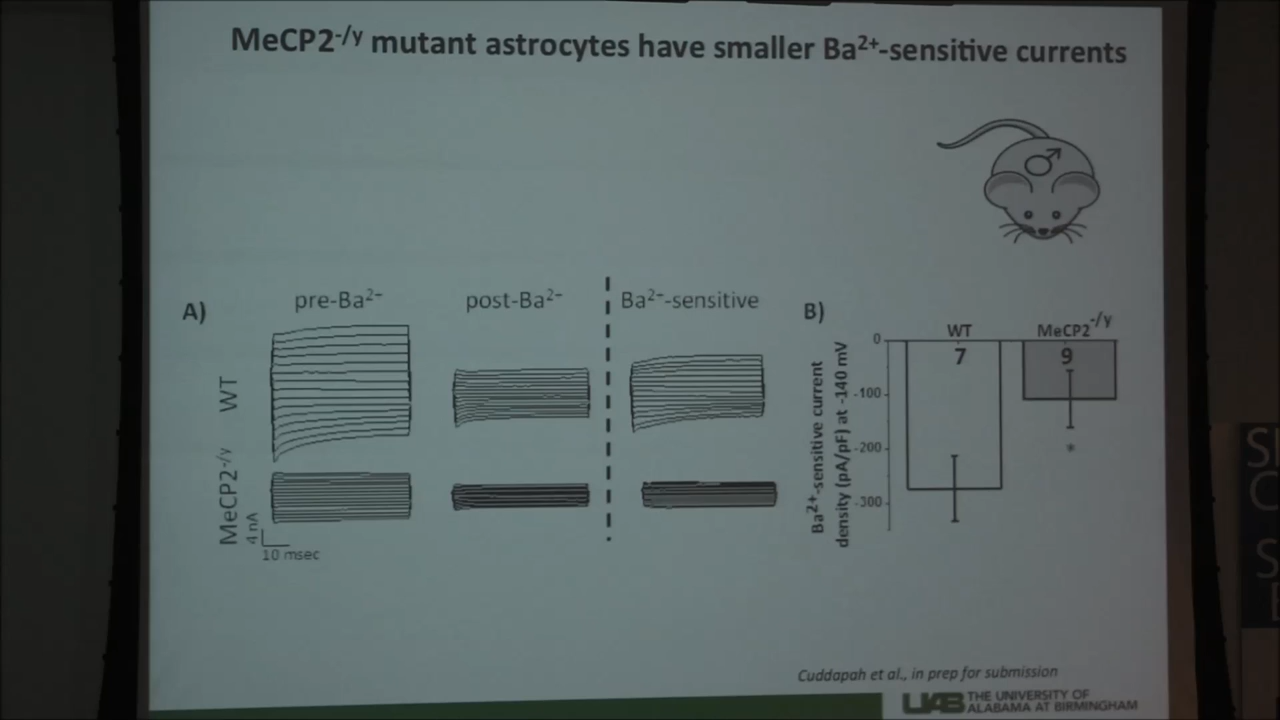 MeCP2-/y mutant astrocytes have smaller Ba2+-sensitive currents
A)
pre-Ba2+
post-Ba2+
Ba2+-sensitive
WT
MeCP2-/y
4 nA
10 msec
B)
WT
MeCP2-/y
7
9
0
-100
-200
-300
*
Ba2+-sensitive current
density (pA/pF) at -140 mV
Cuddapah et al., in prep for submission
UAB THE UNIVERSITY OF
ALABAMA AT BIRMINGHAM